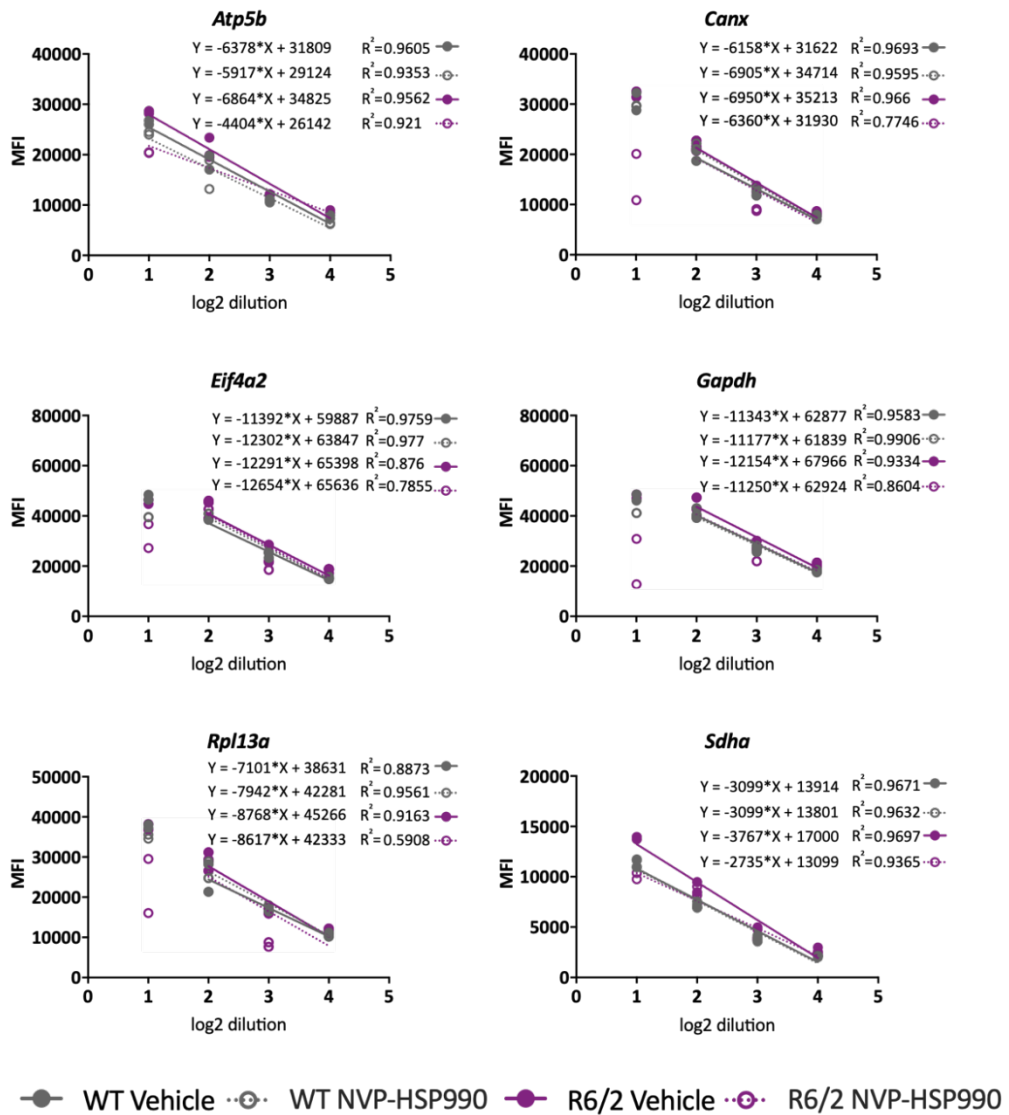 Atp5b
Y = -6378*X + 31809 R²=0.9605
Y = -5917*X + 29124 R²=0.9353
Y = -6864*X + 34825 R²=0.9562
Y = -4404*X + 26142 R²=0.921
40000
30000
20000
10000
0
MFI
0 1 2 3 4 5
log2 dilution
Canx
Y = -6158*X + 31622 R²=0.9693
Y = -6905*X + 34714 R²=0.9595
Y = -6950*X + 35213 R²=0.966
Y = -6360*X + 31930 R²=0.7746
40000
30000
20000
10000
0
MFI
0 1 2 3 4 5
log2 dilution
Eif4a2
Y = -11392*X + 59887 R²=0.9759
Y = -12302*X + 63847 R²=0.977
Y = -12291*X + 65398 R²=0.876
Y = -12654*X + 65636 R²=0.7855
80000
60000
40000
20000
0
MFI
0 1 2 3 4 5
log2 dilution
Gapdh
Y = -11343*X + 62877 R²=0.9583
Y = -11177*X + 61839 R²=0.9906
Y = -12154*X + 67966 R²=0.9334
Y = -11250*X + 62924 R²=0.8604
80000
60000
40000
20000
0
MFI
0 1 2 3 4 5
log2 dilution
Rpl13a
Y = -7101*X + 38631 R²=0.8873
Y = -7942*X + 42281 R²=0.9561
Y = -8768*X + 45266 R²=0.9163
Y = -8617*X + 42333 R²=0.5908
50000
40000
30000
20000
10000
0
MFI
0 1 2 3 4 5
log2 dilution
Sdha
Y = -3099*X + 13914 R²=0.9671
Y = -3099*X + 13801 R²=0.9632
Y = -3767*X + 17000 R²=0.9697
Y = -2735*X + 13099 R²=0.9365
20000
15000
10000
5000
0
MFI
0 1 2 3 4 5
log2 dilution
WT Vehicle WT NVP-HSP990 R6/2 Vehicle R6/2 NVP-HSP990